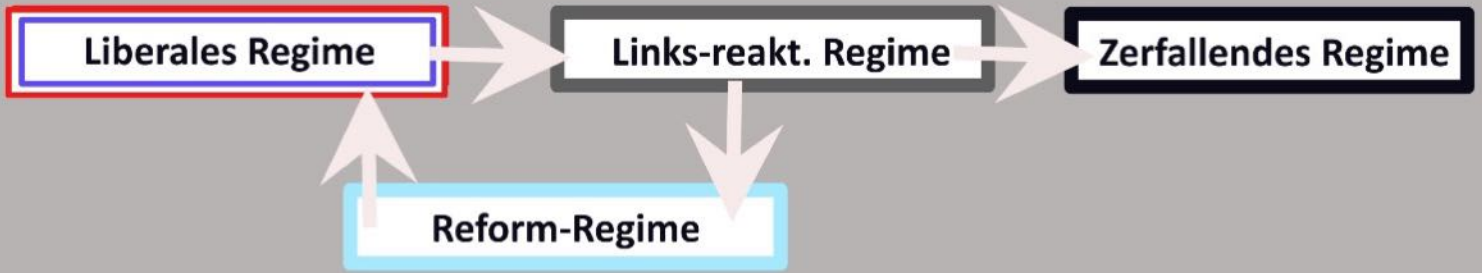 Liberales Regime
Links-reakt. Regime
Zerfallendes Regime
Reform-Regime